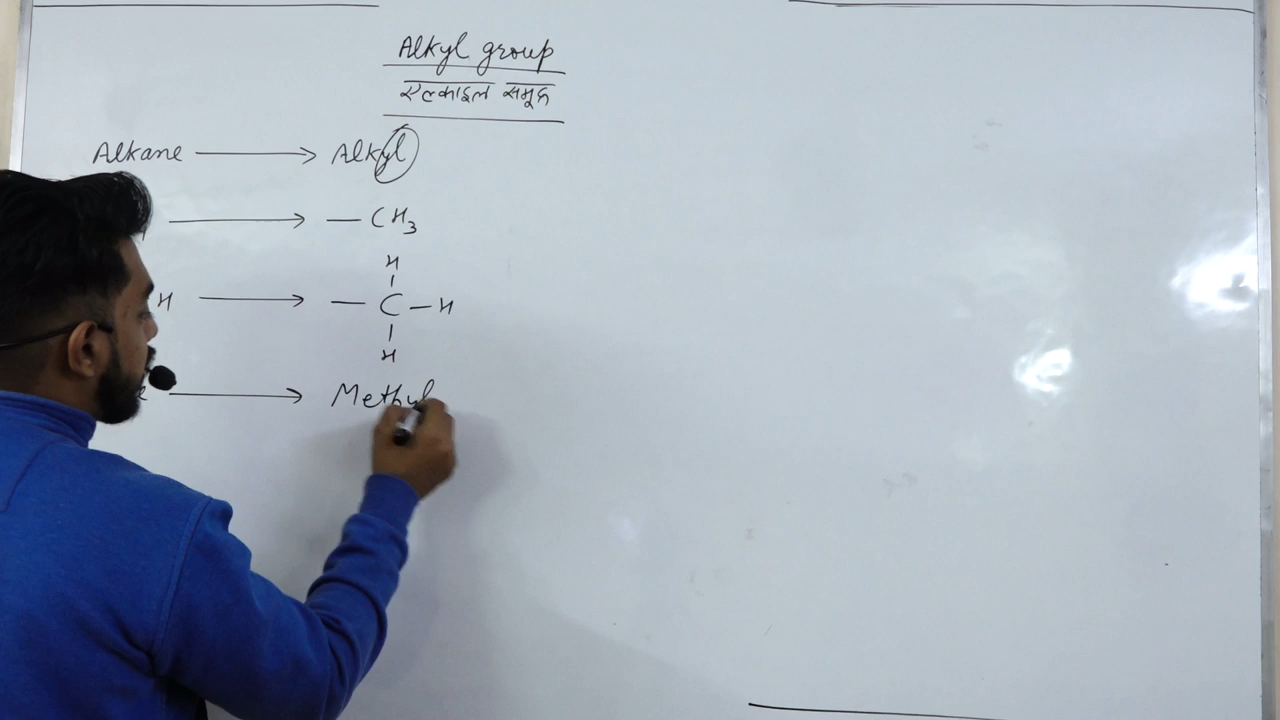 Alkyl group
एल्काइल समूह
Alkane ⟶ Alkyl
⟶ — CH₃
H
H ⟶ — C — H
H
e ⟶ Methyl